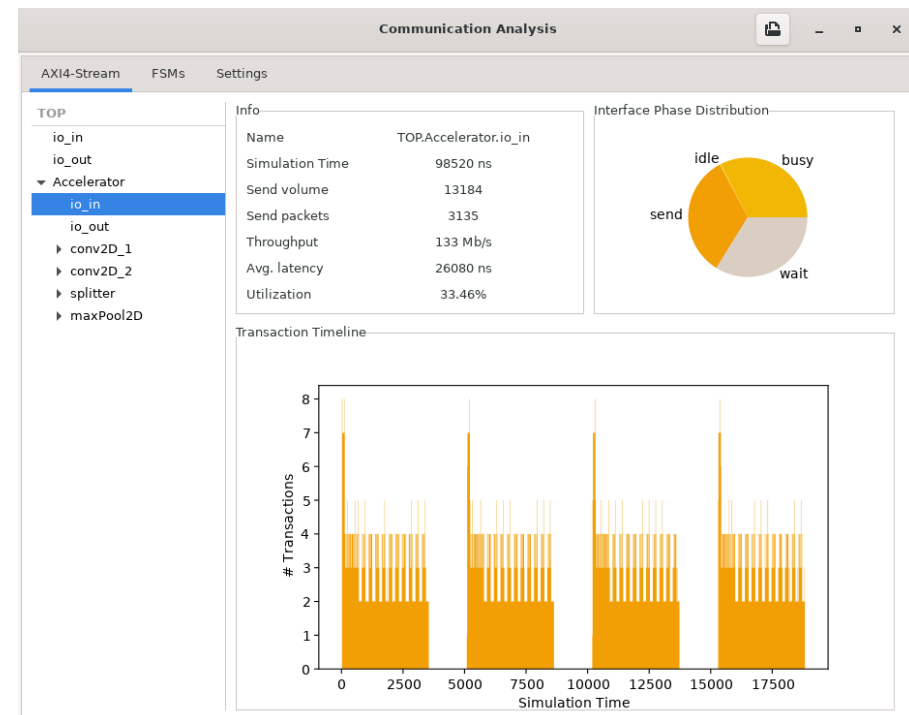 Communication Analysis
AXI4-Stream FSMs Settings
TOP
io_in
io_out
Accelerator
io_in
io_out
conv2D_1
conv2D_2
splitter
maxPool2D
Info
Name TOP.Accelerator.io_in
Simulation Time 98520 ns
Send volume 13184
Send packets 3135
Throughput 133 Mb/s
Avg. latency 26080 ns
Utilization 33.46%
Interface Phase Distribution
idle busy
send
wait
Transaction Timeline
8
7
6
5
4
3
2
1
0
# Transactions
0 2500 5000 7500 10000 12500 15000 17500
Simulation Time